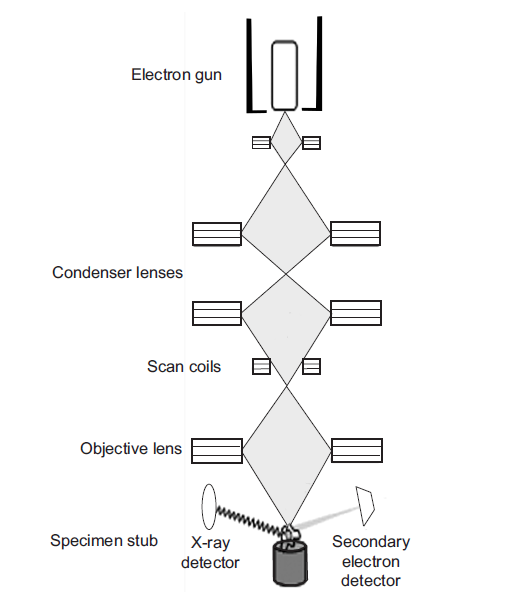 Electron gun
Condenser lenses
Scan coils
Objective lens
Specimen stub
X-ray
detector
Secondary
electron
detector